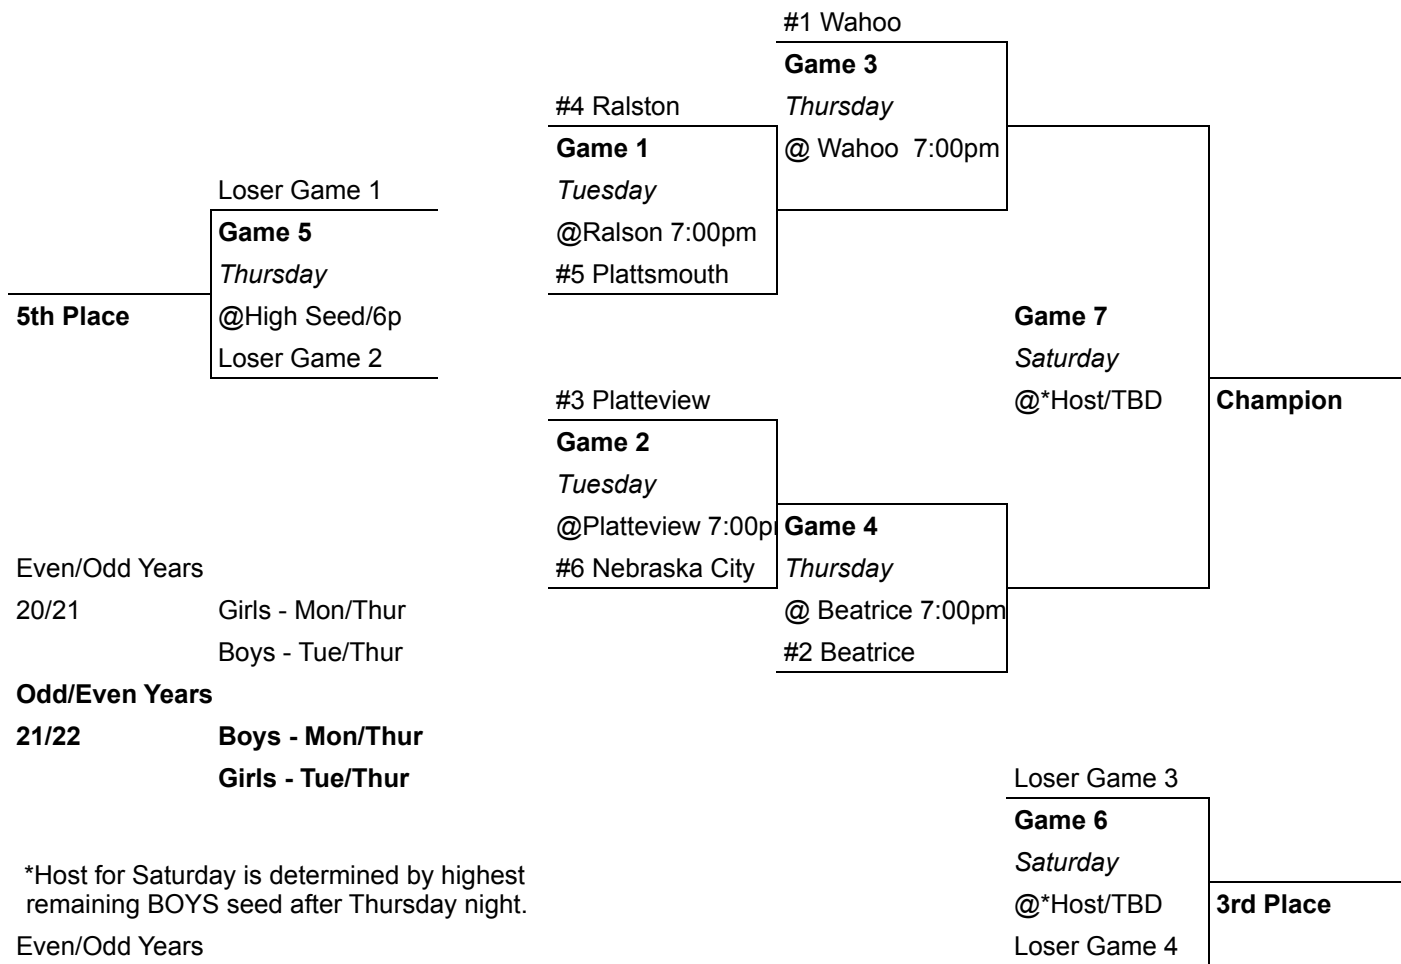 #1 Wahoo
Game 3
#4 Ralston
Thursday
Game 1
@ Wahoo 7:00pm
Loser Game 1
Tuesday
Game 5
@Ralson 7:00pm
Thursday
#5 Plattsmouth
5th Place
@High Seed/6p
Game 7
Loser Game 2
Saturday
#3 Platteview
@*Host/TBD
Champion
Game 2
Tuesday
@Platteview 7:00p
Game 4
Even/Odd Years
#6 Nebraska City
Thursday
20/21
Girls - Mon/Thur
@ Beatrice 7:00pm
Boys - Tue/Thur
#2 Beatrice
Odd/Even Years
21/22
Boys - Mon/Thur
Girls - Tue/Thur
Loser Game 3
Game 6
*Host for Saturday is determined by highest
Saturday
remaining BOYS seed after Thursday night.
@*Host/TBD
3rd Place
Even/Odd Years
Loser Game 4